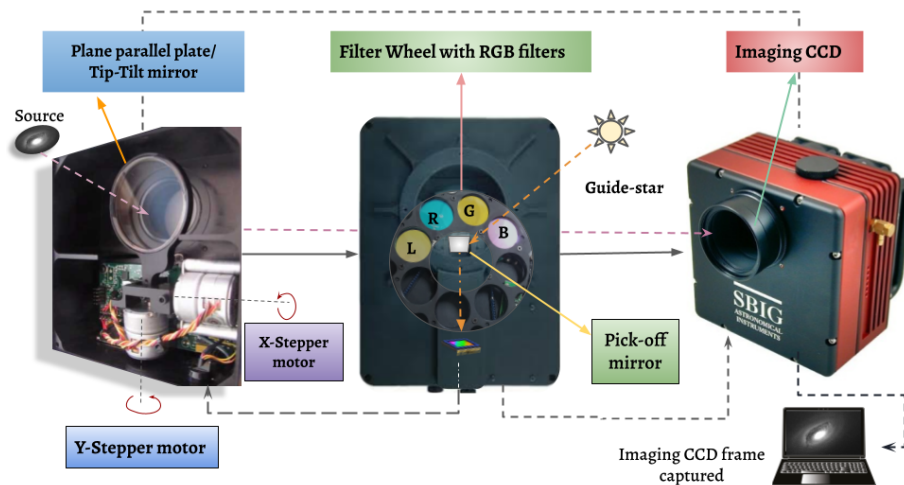 Plane parallel plate/
Tip-Tilt mirror
Filter Wheel with RGB filters
Imaging CCD
Source
Guide-star
R
G
L
B
SBIG
ASTRONOMICAL
INSTRUMENTS
X-Stepper
motor
Pick-off
mirror
Y-Stepper motor
Imaging CCD frame
captured